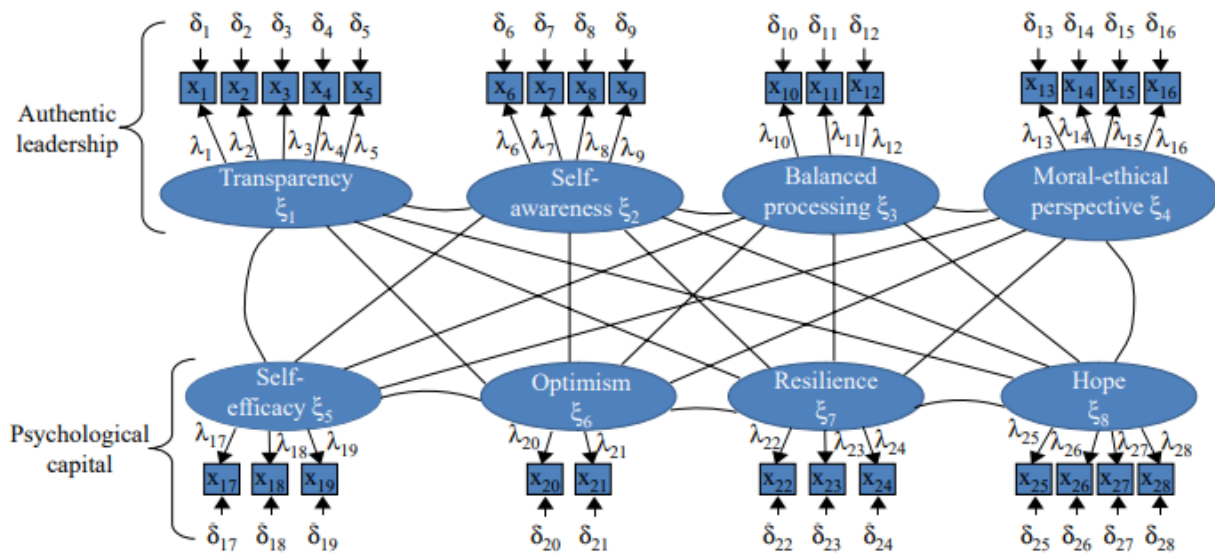 δ₁ δ₂ δ₃ δ₄ δ₅ δ₆ δ₇ δ₈ δ₉ δ₁₀ δ₁₁ δ₁₂ δ₁₃ δ₁₄ δ₁₅ δ₁₆
x₁ x₂ x₃ x₄ x₅ x₆ x₇ x₈ x₉ x₁₀ x₁₁ x₁₂ x₁₃ x₁₄ x₁₅ x₁₆
Authentic
leadership
λ₁ λ₂ λ₃ λ₄ λ₅ λ₆ λ₇ λ₈ λ₉ λ₁₀ λ₁₁ λ₁₂ λ₁₃ λ₁₄ λ₁₅ λ₁₆
Transparency
ξ₁
Self-
awareness ξ₂
Balanced
processing ξ₃
Moral-ethical
perspective ξ₄
Self-
efficacy ξ₅
Optimism
ξ₆
Resilience
ξ₇
Hope
ξ₈
Psychological
capital
λ₁₇ λ₁₈ λ₁₉ λ₂₀ λ₂₁ λ₂₂ λ₂₃ λ₂₄ λ₂₅ λ₂₆ λ₂₇ λ₂₈
x₁₇ x₁₈ x₁₉ x₂₀ x₂₁ x₂₂ x₂₃ x₂₄ x₂₅ x₂₆ x₂₇ x₂₈
δ₁₇ δ₁₈ δ₁₉ δ₂₀ δ₂₁ δ₂₂ δ₂₃ δ₂₄ δ₂₅ δ₂₆ δ₂₇ δ₂₈